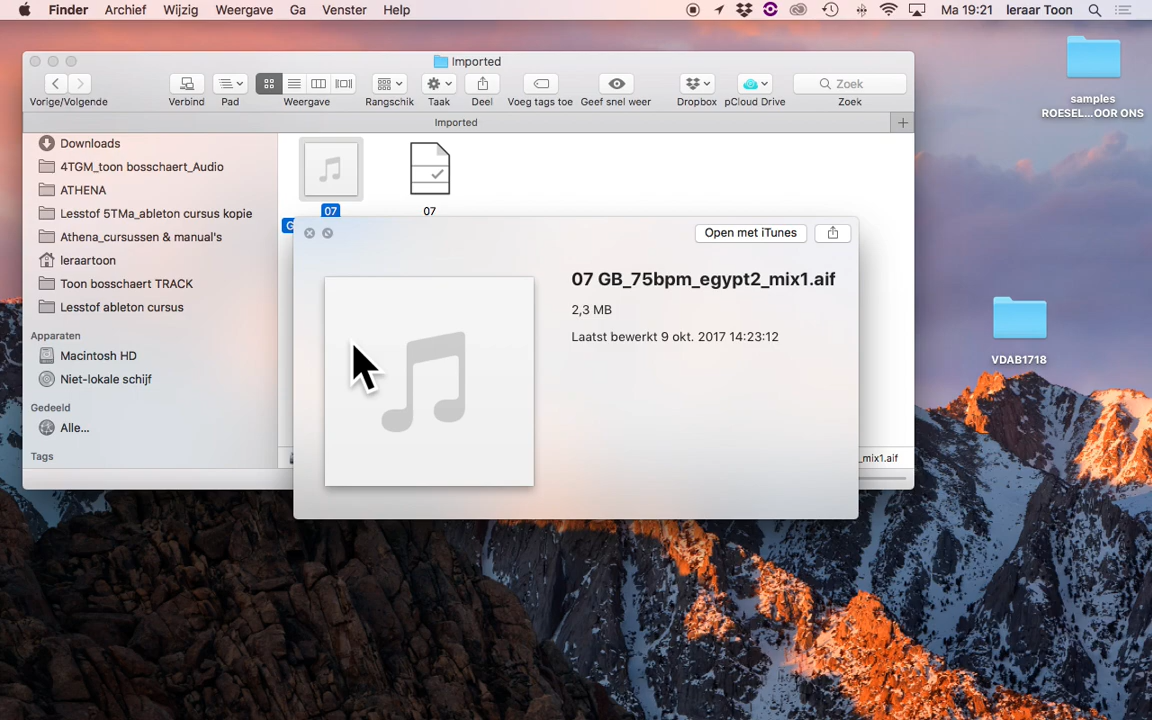 Finder Archief Wijzig Weergave Ga Venster Help Ma 19:21 leraar Toon
Imported
Vorige/Volgende Verbind Pad Weergave Rangschik Taak Deel Voeg tags toe Geef snel weer Dropbox pCloud Drive Zoek
Zoek
Imported
Downloads
4TGM_toon bosschaert_Audio
ATHENA
Lesstof 5TMa_ableton cursus kopie
Athena_cursussen & manual's
leraartoon
Toon bosschaert TRACK
Lesstof ableton cursus
Apparaten
Macintosh HD
Niet-lokale schijf
Gedeeld
Alle...
Tags
07
07
G
Open met iTunes
07 GB_75bpm_egypt2_mix1.aif
2,3 MB
Laatst bewerkt 9 okt. 2017 14:23:12
_mix1.aif
samples
ROESEL...OOR ONS
VDAB1718